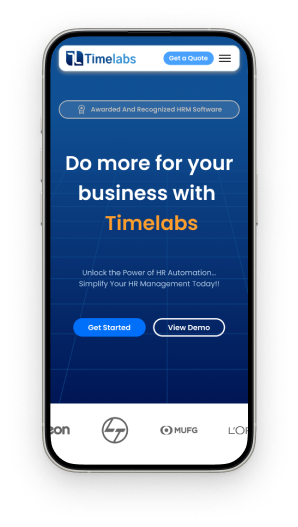 Timelabs
Get a Quote
Awarded And Recognized HRM Software
Do more for your
business with
Timelabs
Unlock the Power of HR Automation...
Simplify Your HR Management Today!!
Get Started
View Demo
eon
MUFG
L'OR